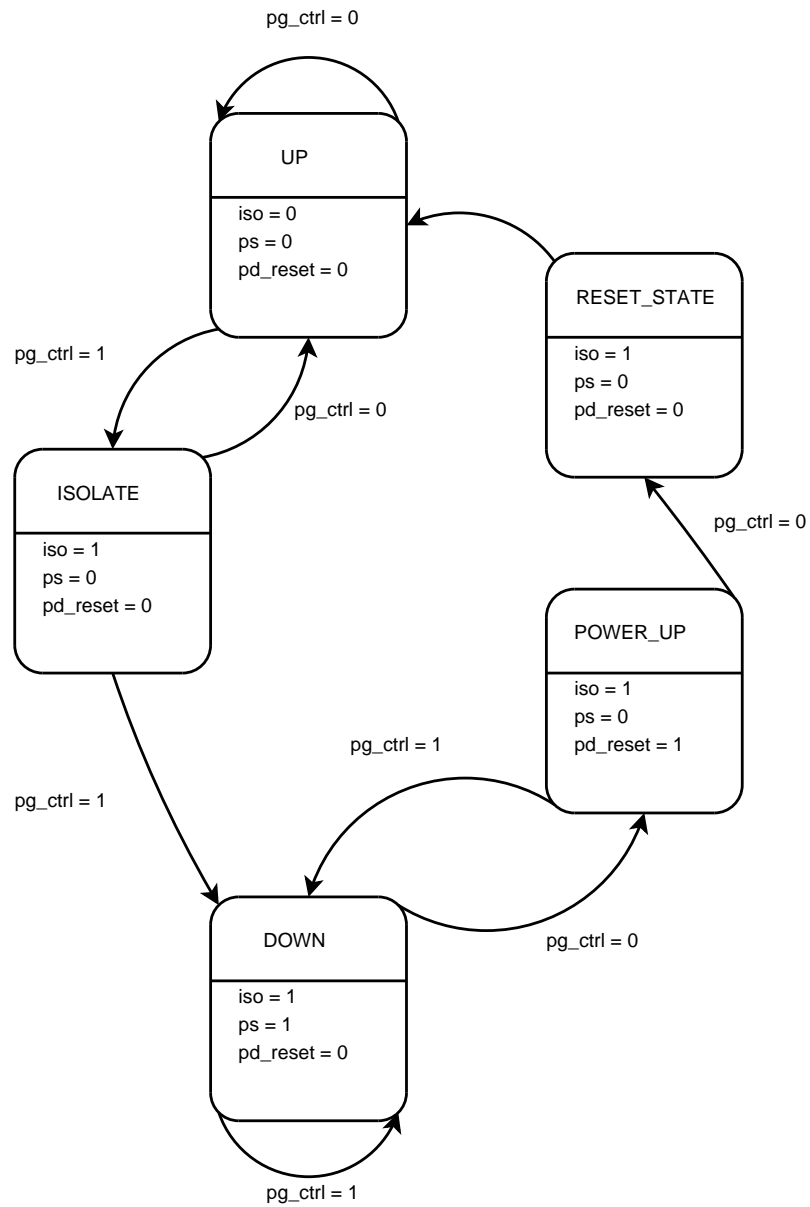 pg_ctrl = 0
UP
iso = 0
ps = 0
pd_reset = 0
RESET_STATE
iso = 1
ps = 0
pd_reset = 0
pg_ctrl = 1
pg_ctrl = 0
ISOLATE
iso = 1
ps = 0
pd_reset = 0
pg_ctrl = 0
POWER_UP
iso = 1
ps = 0
pd_reset = 1
pg_ctrl = 1
pg_ctrl = 1
DOWN
iso = 1
ps = 1
pd_reset = 0
pg_ctrl = 0
pg_ctrl = 1